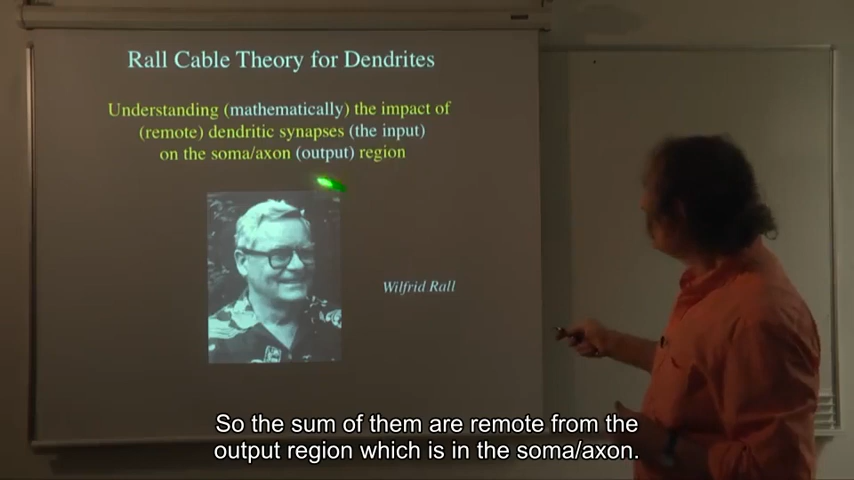 Rall Cable Theory for Dendrites
Understanding (mathematically) the impact of
(remote) dendritic synapses (the input)
on the soma/axon (output) region
Wilfrid Rall
So the sum of them are remote from the
output region which is in the soma/axon.